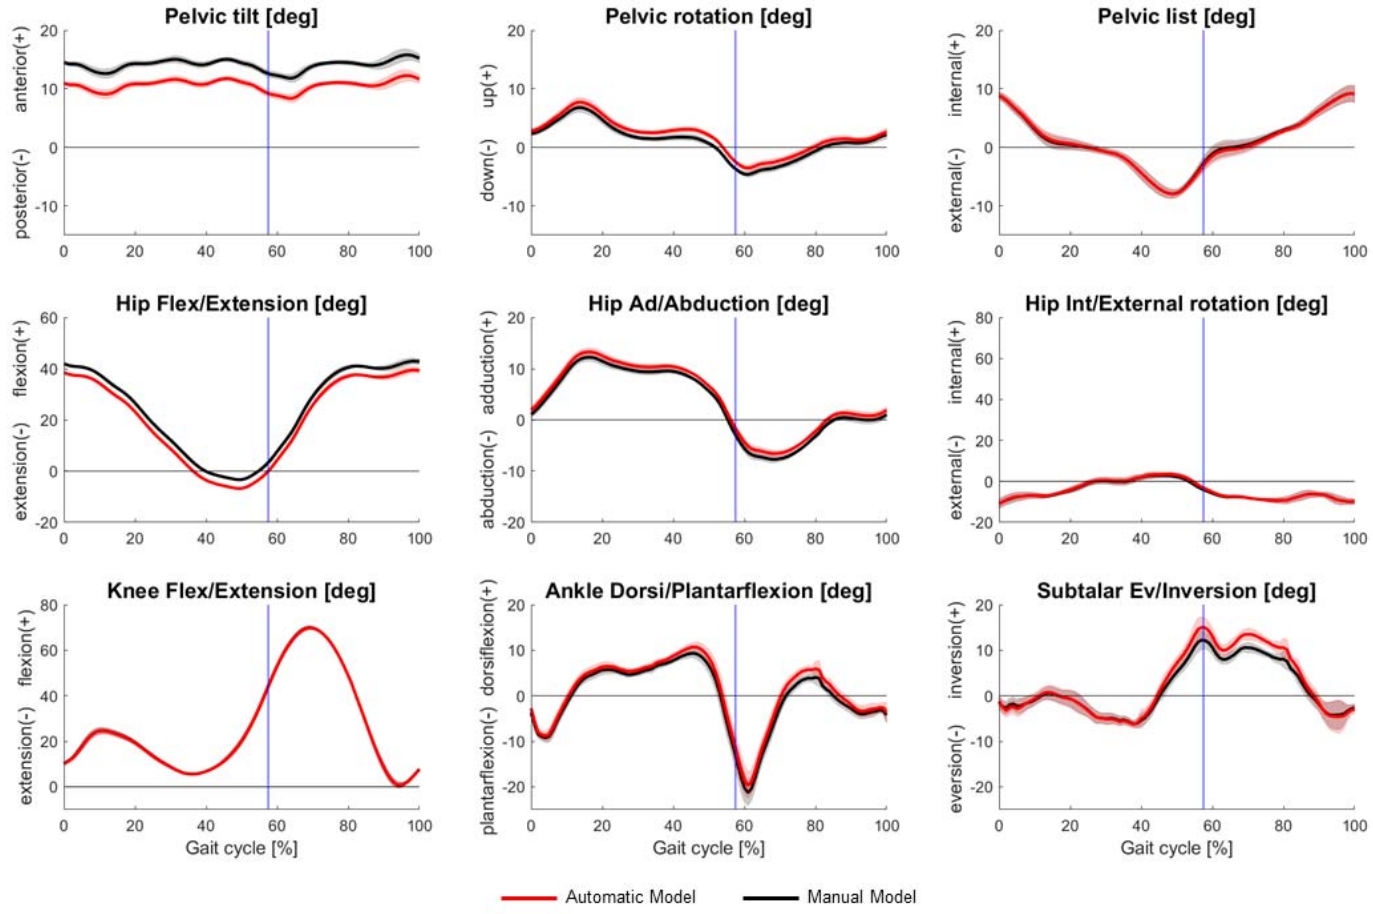 Pelvic tilt [deg]
posterior(-) anterior(+)
20
10
0
-10
0 20 40 60 80 100
Pelvic rotation [deg]
down(-) up(+)
20
10
0
-10
0 20 40 60 80 100
Pelvic list [deg]
external(-) internal(+)
20
10
0
-10
0 20 40 60 80 100
Hip Flex/Extension [deg]
extension(-) flexion(+)
60
40
20
0
-20
0 20 40 60 80 100
Hip Ad/Abduction [deg]
abduction(-) adduction(+)
20
10
0
-10
-20
0 20 40 60 80 100
Hip Int/External rotation [deg]
external(-) internal(+)
80
60
40
20
0
-20
0 20 40 60 80 100
Knee Flex/Extension [deg]
extension(-) flexion(+)
80
60
40
20
0
0 20 40 60 80 100
Gait cycle [%]
Ankle Dorsi/Plantarflexion [deg]
plantarflexion(-) dorsiflexion(+)
20
10
0
-10
-20
0 20 40 60 80 100
Gait cycle [%]
Subtalar Ev/Inversion [deg]
eversion(-) inversion(+)
20
10
0
-10
-20
0 20 40 60 80 100
Gait cycle [%]
Automatic Model Manual Model